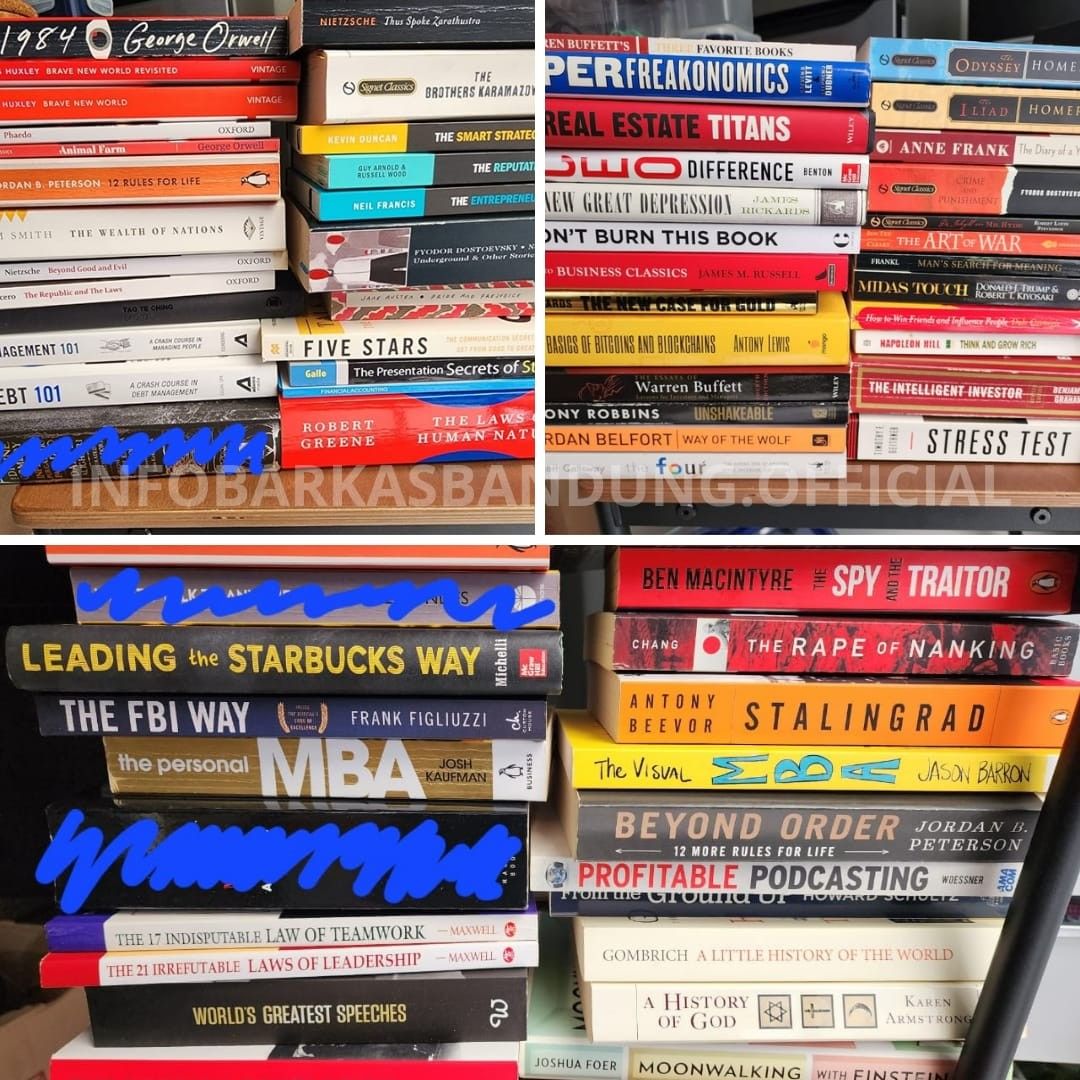 1984 George Orwell
HUXLEY BRAVE NEW WORLD REVISITED VINTAGE
HUXLEY BRAVE NEW WORLD VINTAGE
Phaedo OXFORD
Animal Farm George Orwell
JORDAN B. PETERSON 12 RULES FOR LIFE
SMITH THE WEALTH OF NATIONS
Nietzsche Beyond Good and Evil OXFORD
The Republic and The Laws OXFORD
TAO TE CHING
101 A CRASH COURSE IN MANAGING PEOPLE
101 A CRASH COURSE IN DEBT MANAGEMENT
NIETZSCHE Thus Spoke Zarathustra
Signet Classics THE BROTHERS KARAMAZOV
KEVIN DUNCAN THE SMART
GUY ARNOLD & RUSSELL WOOD THE
NEIL FRANCIS THE
FYODOR DOSTOEVSKY
Underground & Other Stories
JANE AUSTEN • PRIDE AND PREJUDICE
FIVE STARS THE COMMUNICATION SECRETS
Gallo The Presentation Secrets of
FINANCIAL ACCOUNTING
ROBERT GREENE THE LAWS OF HUMAN
BUFFETT'S THREE FAVORITE BOOKS
FREAKONOMICS LEVITT & DUBNER
REAL ESTATE TITANS WILEY
CEO DIFFERENCE BENTON
NEW GREAT DEPRESSION JAMES RICKARDS
DON'T BURN THIS BOOK
BUSINESS CLASSICS JAMES M. RUSSELL
THE NEW CASE FOR GOLD
BASICS OF BITCOINS AND BLOCKCHAINS ANTONY LEWIS
THE ESSAYS OF Warren Buffett WILEY
TONY ROBBINS UNSHAKEABLE
JORDAN BELFORT WAY OF THE WOLF
Galloway the four
Signet Classics The ODYSSEY HOMER
Signet Classics The ILIAD HOMER
ANNE FRANK The Diary of a
Signet Classics CRIME AND PUNISHMENT FYODOR DOSTOYEVSKY
Signet Classics
THE ART OF WAR
FRANKL MAN'S SEARCH FOR MEANING
MIDAS TOUCH DONALD J. TRUMP & ROBERT T. KIYOSAKI
How to Win Friends and Influence People Dale Carnegie
NAPOLEON HILL THINK AND GROW RICH
THE INTELLIGENT INVESTOR BENJAMIN GRAHAM
STRESS TEST
INFOBARKASBANDUNG.OFFICIAL
LEADING the STARBUCKS WAY Michelli
THE FBI WAY FRANK FIGLIUZZI
the personal MBA JOSH KAUFMAN BUSINESS
THE 17 INDISPUTABLE LAW OF TEAMWORK — MAXWELL
THE 21 IRREFUTABLE LAWS OF LEADERSHIP — MAXWELL
WORLD'S GREATEST SPEECHES
BEN MACINTYRE THE SPY AND THE TRAITOR
CHANG THE RAPE OF NANKING BASIC BOOKS
ANTONY BEEVOR STALINGRAD
The VISUAL MBA JASON BARRON
BEYOND ORDER JORDAN B. PETERSON
12 MORE RULES FOR LIFE
PROFITABLE PODCASTING WOESSNER AMACOM
From the Ground Up HOWARD SCHULTZ
GOMBRICH A LITTLE HISTORY OF THE WORLD
A HISTORY OF GOD KAREN ARMSTRONG
JOSHUA FOER MOONWALKING WITH EINSTEIN